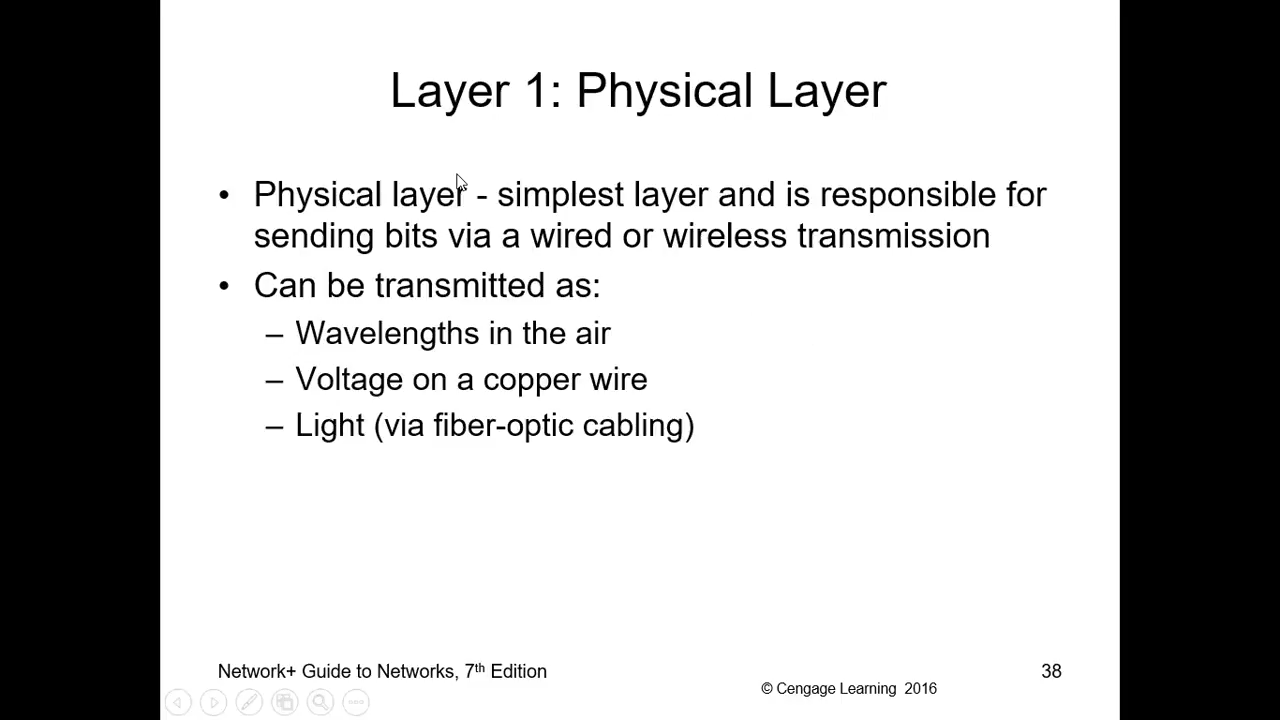 Layer 1: Physical Layer
• Physical layer - simplest layer and is responsible for
sending bits via a wired or wireless transmission
• Can be transmitted as:
– Wavelengths in the air
– Voltage on a copper wire
– Light (via fiber-optic cabling)
Network+ Guide to Networks, 7th Edition
38
© Cengage Learning 2016